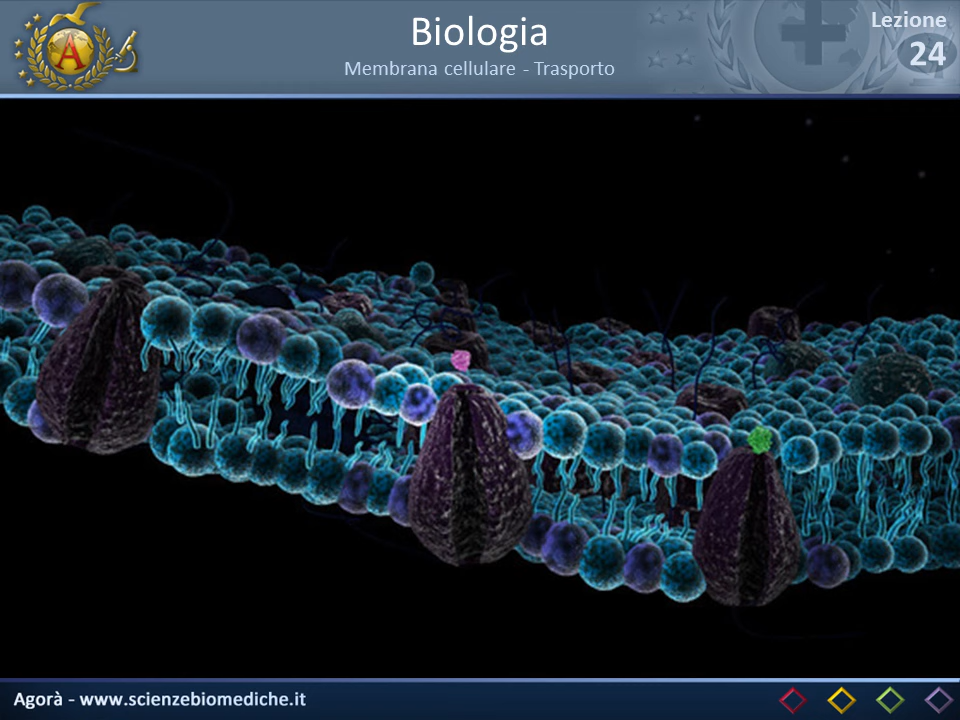 Biologia
Membrana cellulare - Trasporto
Lezione
24
A
Agorà - www.scienzebiomediche.it